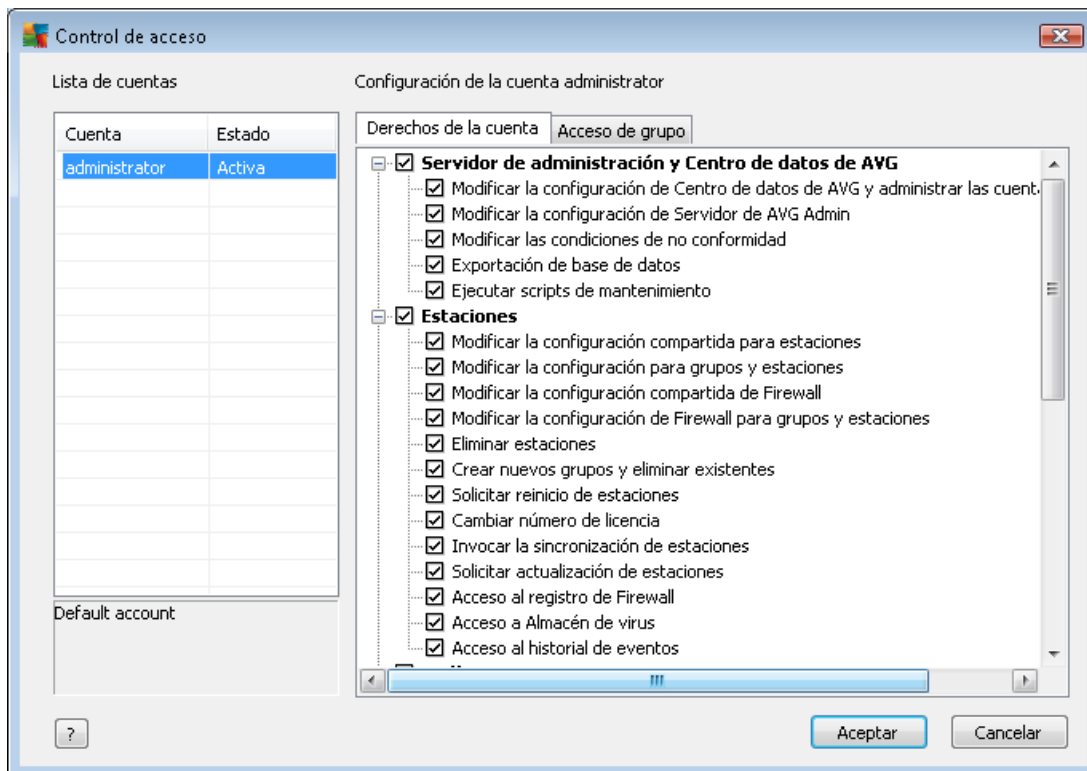 Control de acceso
Lista de cuentas
Configuración de la cuenta administrator
Cuenta Estado
administrator Activa
Default account
Derechos de la cuenta Acceso de grupo
Servidor de administración y Centro de datos de AVG
Modificar la configuración de Centro de datos de AVG y administrar las cuent
Modificar la configuración de Servidor de AVG Admin
Modificar las condiciones de no conformidad
Exportación de base de datos
Ejecutar scripts de mantenimiento
Estaciones
Modificar la configuración compartida para estaciones
Modificar la configuración para grupos y estaciones
Modificar la configuración compartida de Firewall
Modificar la configuración de Firewall para grupos y estaciones
Eliminar estaciones
Crear nuevos grupos y eliminar existentes
Solicitar reinicio de estaciones
Cambiar número de licencia
Invocar la sincronización de estaciones
Solicitar actualización de estaciones
Acceso al registro de Firewall
Acceso a Almacén de virus
Acceso al historial de eventos
?
Aceptar
Cancelar